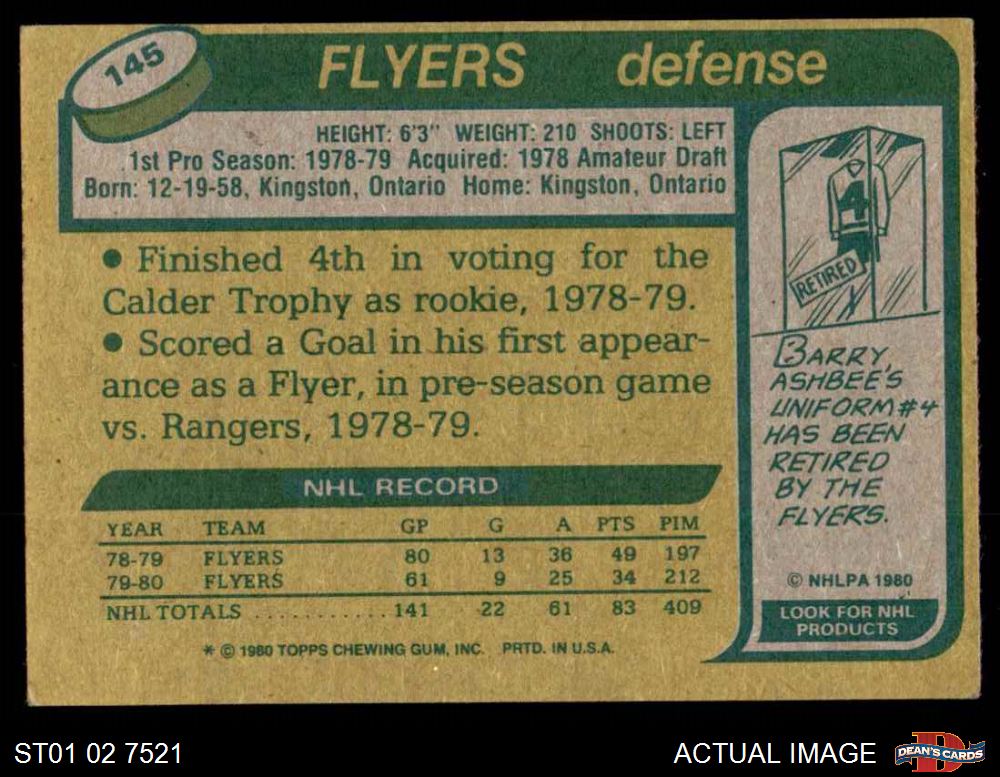 145
FLYERS defense
HEIGHT: 6'3" WEIGHT: 210 SHOOTS: LEFT
1st Pro Season: 1978-79 Acquired: 1978 Amateur Draft
Born: 12-19-58, Kingston, Ontario Home: Kingston, Ontario
● Finished 4th in voting for the
Calder Trophy as rookie, 1978-79.
● Scored a Goal in his first appear-
ance as a Flyer, in pre-season game
vs. Rangers, 1978-79.
NHL RECORD
YEAR TEAM GP G A PTS PIM
78-79 FLYERS 80 13 36 49 197
79-80 FLYERS 61 9 25 34 212
NHL TOTALS ............ 141 22 61 83 409
* © 1980 TOPPS CHEWING GUM, INC. PRTD. IN U.S.A.
4
RETIRED
BARRY
ASHBEE'S
UNIFORM #4
HAS BEEN
RETIRED
BY THE
FLYERS.
© NHLPA 1980
LOOK FOR NHL
PRODUCTS
ST01 02 7521
ACTUAL IMAGE
D
DEAN'S CARDS